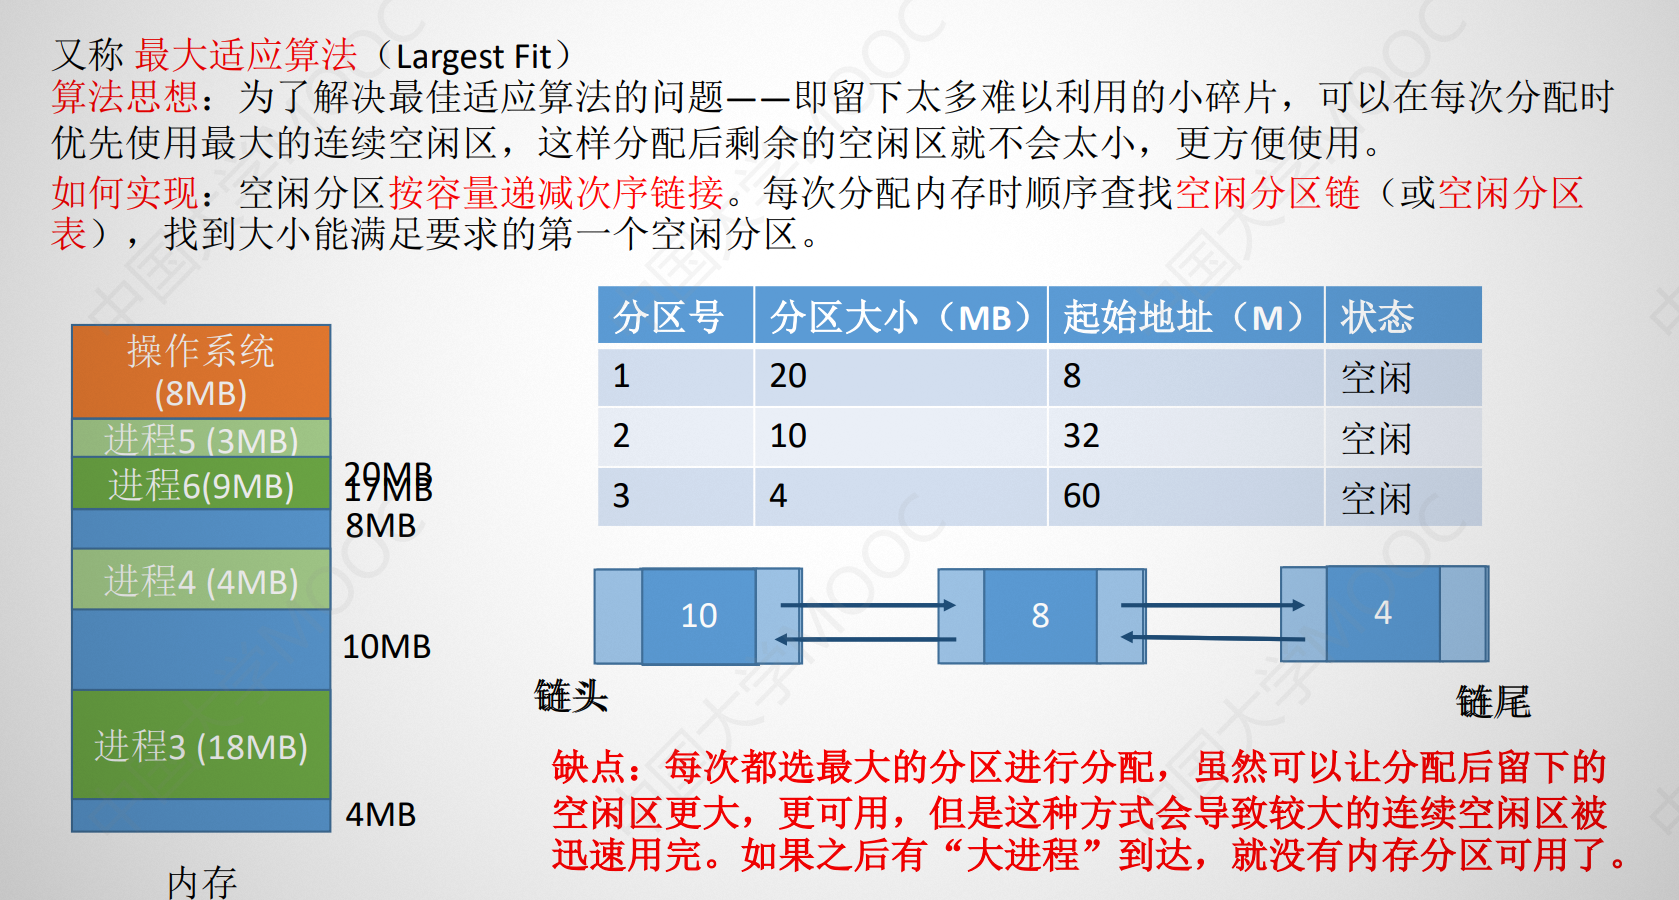 又称 最大适应算法（Largest Fit）
算法思想：为了解决最佳适应算法的问题——即留下太多难以利用的小碎片，可以在每次分配时
优先使用最大的连续空闲区，这样分配后剩余的空闲区就不会太小，更方便使用。
如何实现：空闲分区按容量递减次序链接。每次分配内存时顺序查找空闲分区链（或空闲分区
表），找到大小能满足要求的第一个空闲分区。
操作系统
(8MB)
进程5 (3MB)
进程6(9MB)
20MB
17MB
8MB
进程4 (4MB)
10MB
进程3 (18MB)
4MB
内存
分区号 分区大小（MB） 起始地址（M） 状态
1 20 8 空闲
2 10 32 空闲
3 4 60 空闲
10 8 4
链头 链尾
缺点：每次都选最大的分区进行分配，虽然可以让分配后留下的
空闲区更大，更可用，但是这种方式会导致较大的连续空闲区被
迅速用完。如果之后有“大进程”到达，就没有内存分区可用了。
中国大学MOOC